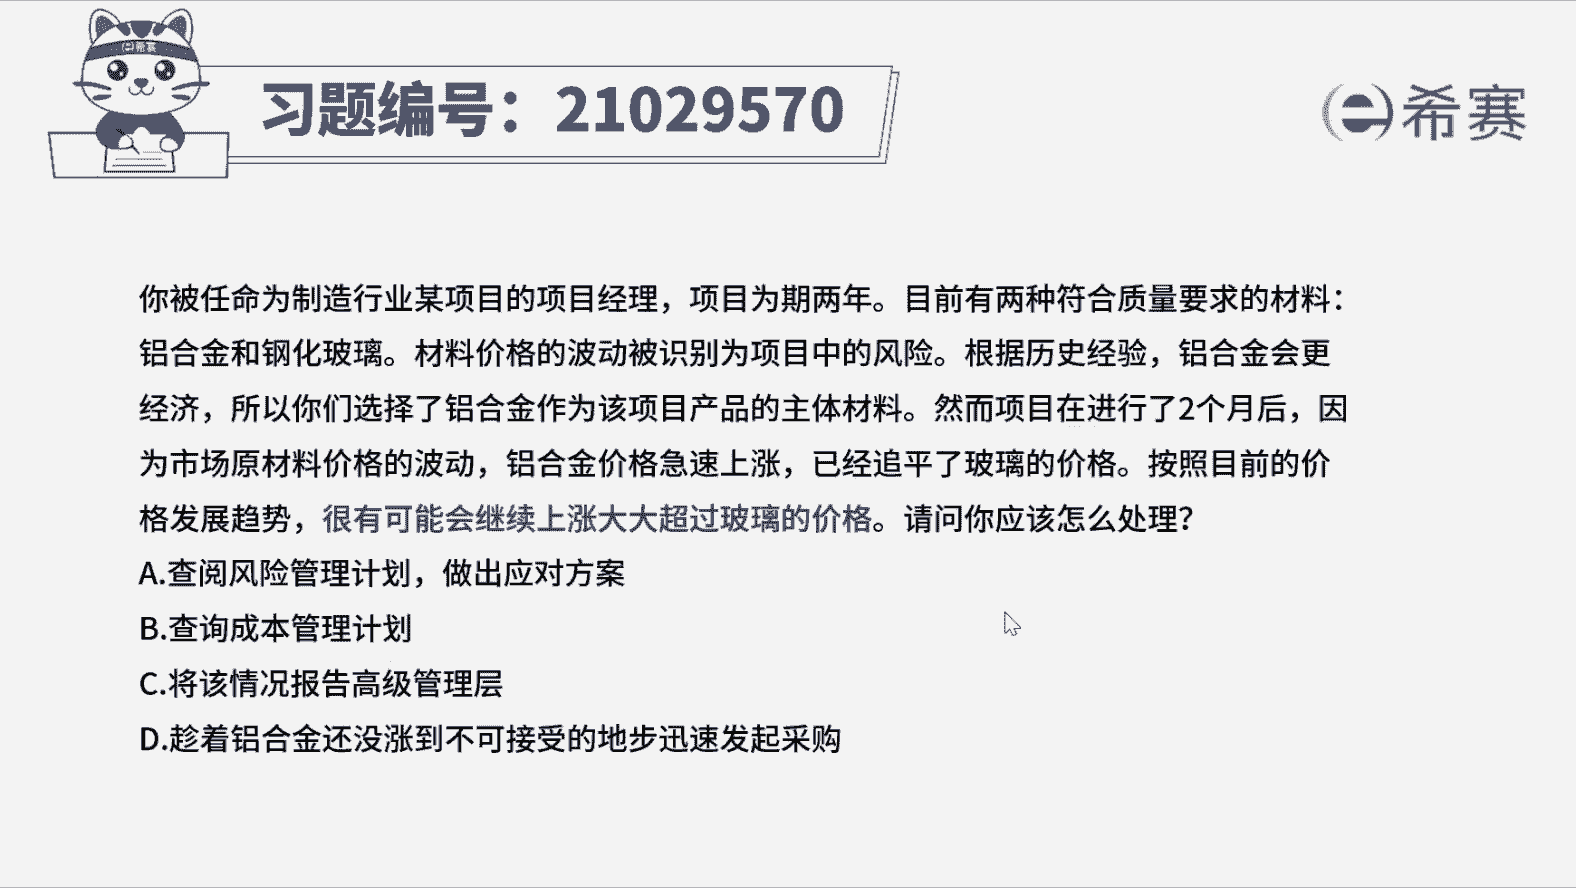 希赛
习题编号：21029570
希赛
你被任命为制造行业某项目的项目经理，项目为期两年。目前有两种符合质量要求的材料：
铝合金和钢化玻璃。材料价格的波动被识别为项目中的风险。根据历史经验，铝合金会更
经济，所以你们选择了铝合金作为该项目产品的主体材料。然而项目在进行了2个月后，因
为市场原材料价格的波动，铝合金价格急速上涨，已经追平了玻璃的价格。按照目前的价
格发展趋势，很有可能会继续上涨大大超过玻璃的价格。请问你应该怎么处理？
A.查阅风险管理计划，做出应对方案
B.查询成本管理计划
C.将该情况报告高级管理层
D.趁着铝合金还没涨到不可接受的地步迅速发起采购